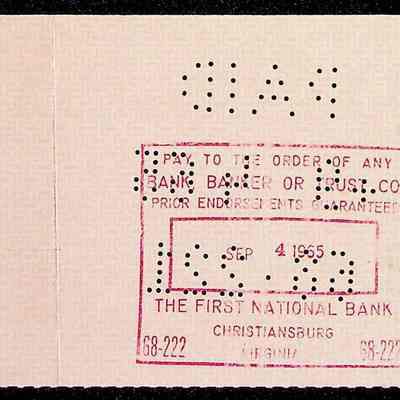 PAID
PAY TO THE ORDER OF ANY
BANK, BANKER OR TRUST CO
PRIOR ENDORSEMENTS GUARANTEED
SEP 4 1965
THE FIRST NATIONAL BANK
CHRISTIANSBURG
68-222 VIRGINIA 68-222